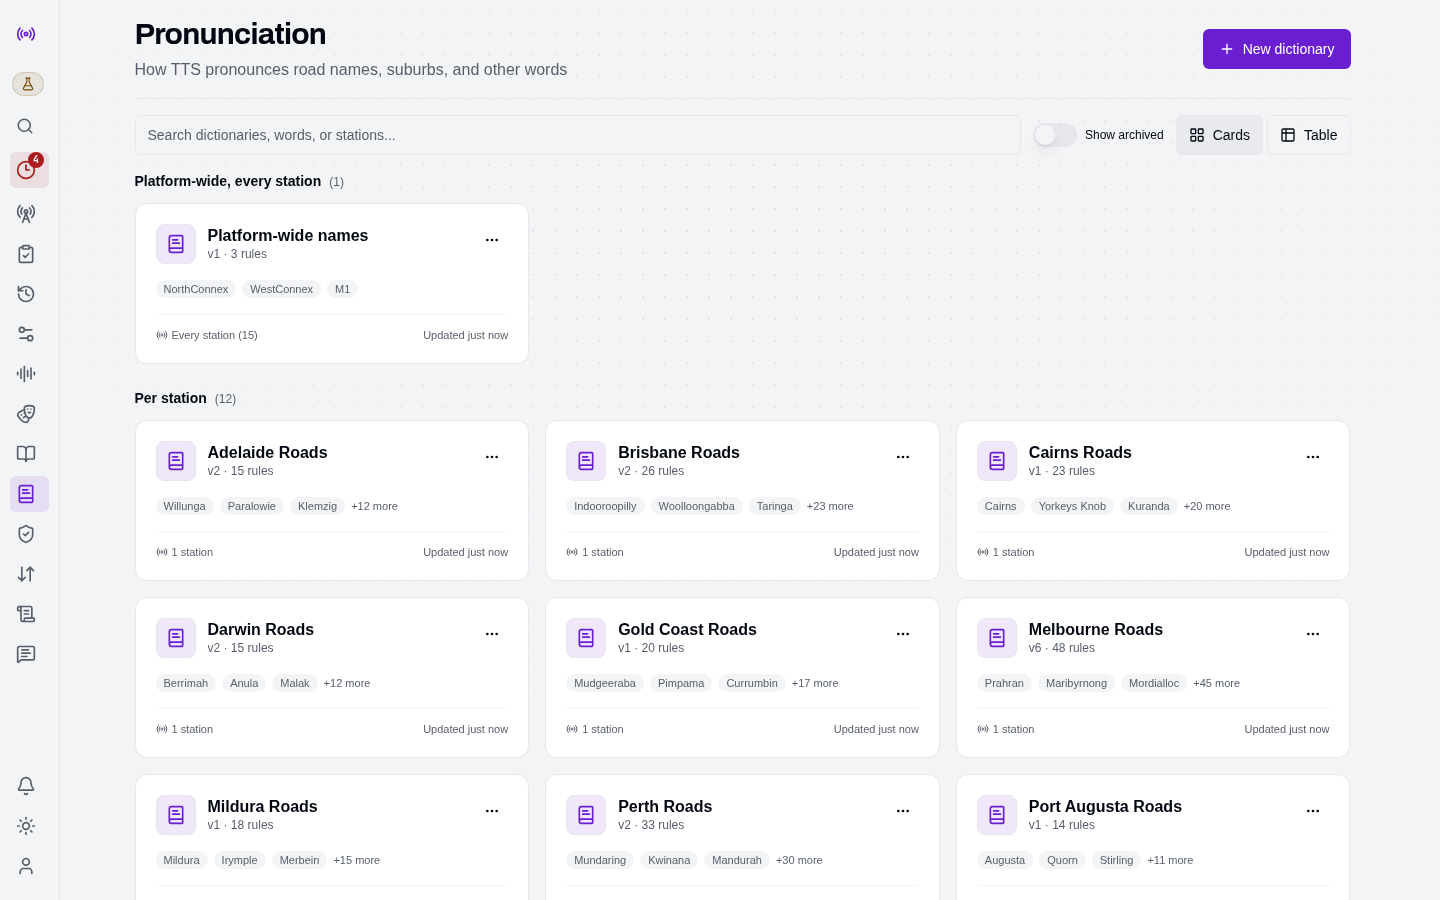 Pronunciation
How TTS pronounces road names, suburbs, and other words
New dictionary
Search dictionaries, words, or stations...
Show archived
Cards
Table
4
Platform-wide, every station (1)
Platform-wide names
v1 · 3 rules
NorthConnex WestConnex M1
Every station (15) Updated just now
Per station (12)
Adelaide Roads
v2 · 15 rules
Willunga Paralowie Klemzig +12 more
1 station Updated just now
Brisbane Roads
v2 · 26 rules
Indooroopilly Woolloongabba Taringa +23 more
1 station Updated just now
Cairns Roads
v1 · 23 rules
Cairns Yorkeys Knob Kuranda +20 more
1 station Updated just now
Darwin Roads
v2 · 15 rules
Berrimah Anula Malak +12 more
1 station Updated just now
Gold Coast Roads
v1 · 20 rules
Mudgeeraba Pimpama Currumbin +17 more
1 station Updated just now
Melbourne Roads
v6 · 48 rules
Prahran Maribyrnong Mordialloc +45 more
1 station Updated just now
Mildura Roads
v1 · 18 rules
Mildura Irymple Merbein +15 more
Perth Roads
v2 · 33 rules
Mundaring Kwinana Mandurah +30 more
Port Augusta Roads
v1 · 14 rules
Augusta Quorn Stirling +11 more